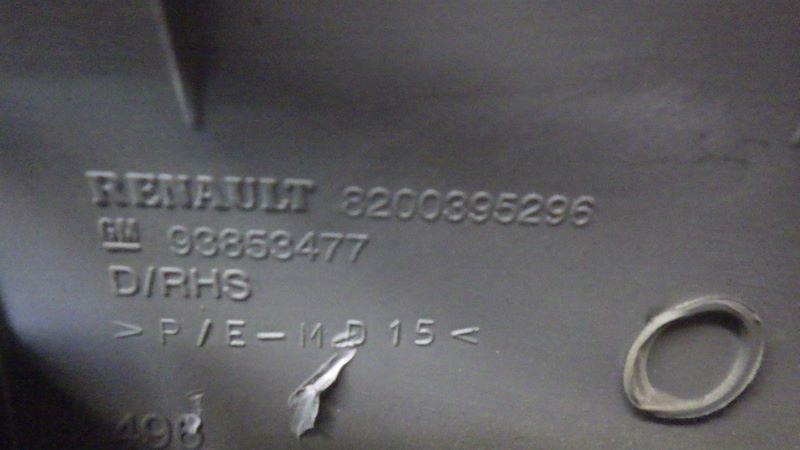 RENAULT 8200395296
GM 93853477
D/RHS
>P/E-MD15<
498